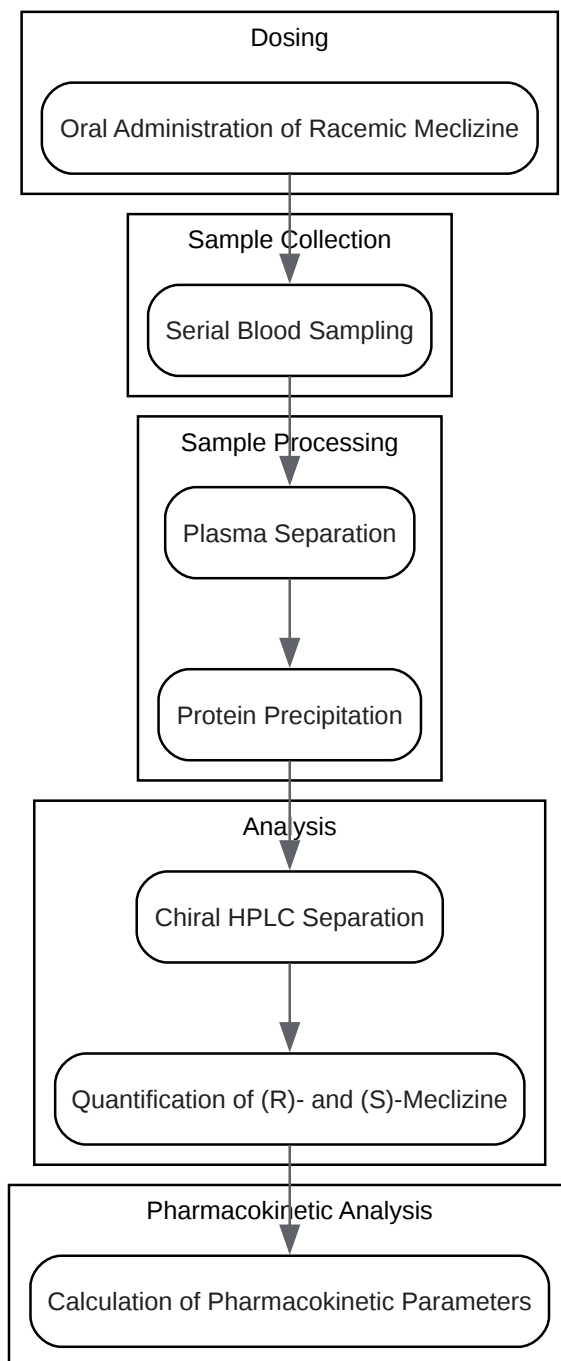 Dosing
Oral Administration of Racemic Meclizine
Sample Collection
Serial Blood Sampling
Sample Processing
Plasma Separation
Protein Precipitation
Analysis
Chiral HPLC Separation
Quantification of (R)- and (S)-Meclizine
Pharmacokinetic Analysis
Calculation of Pharmacokinetic Parameters